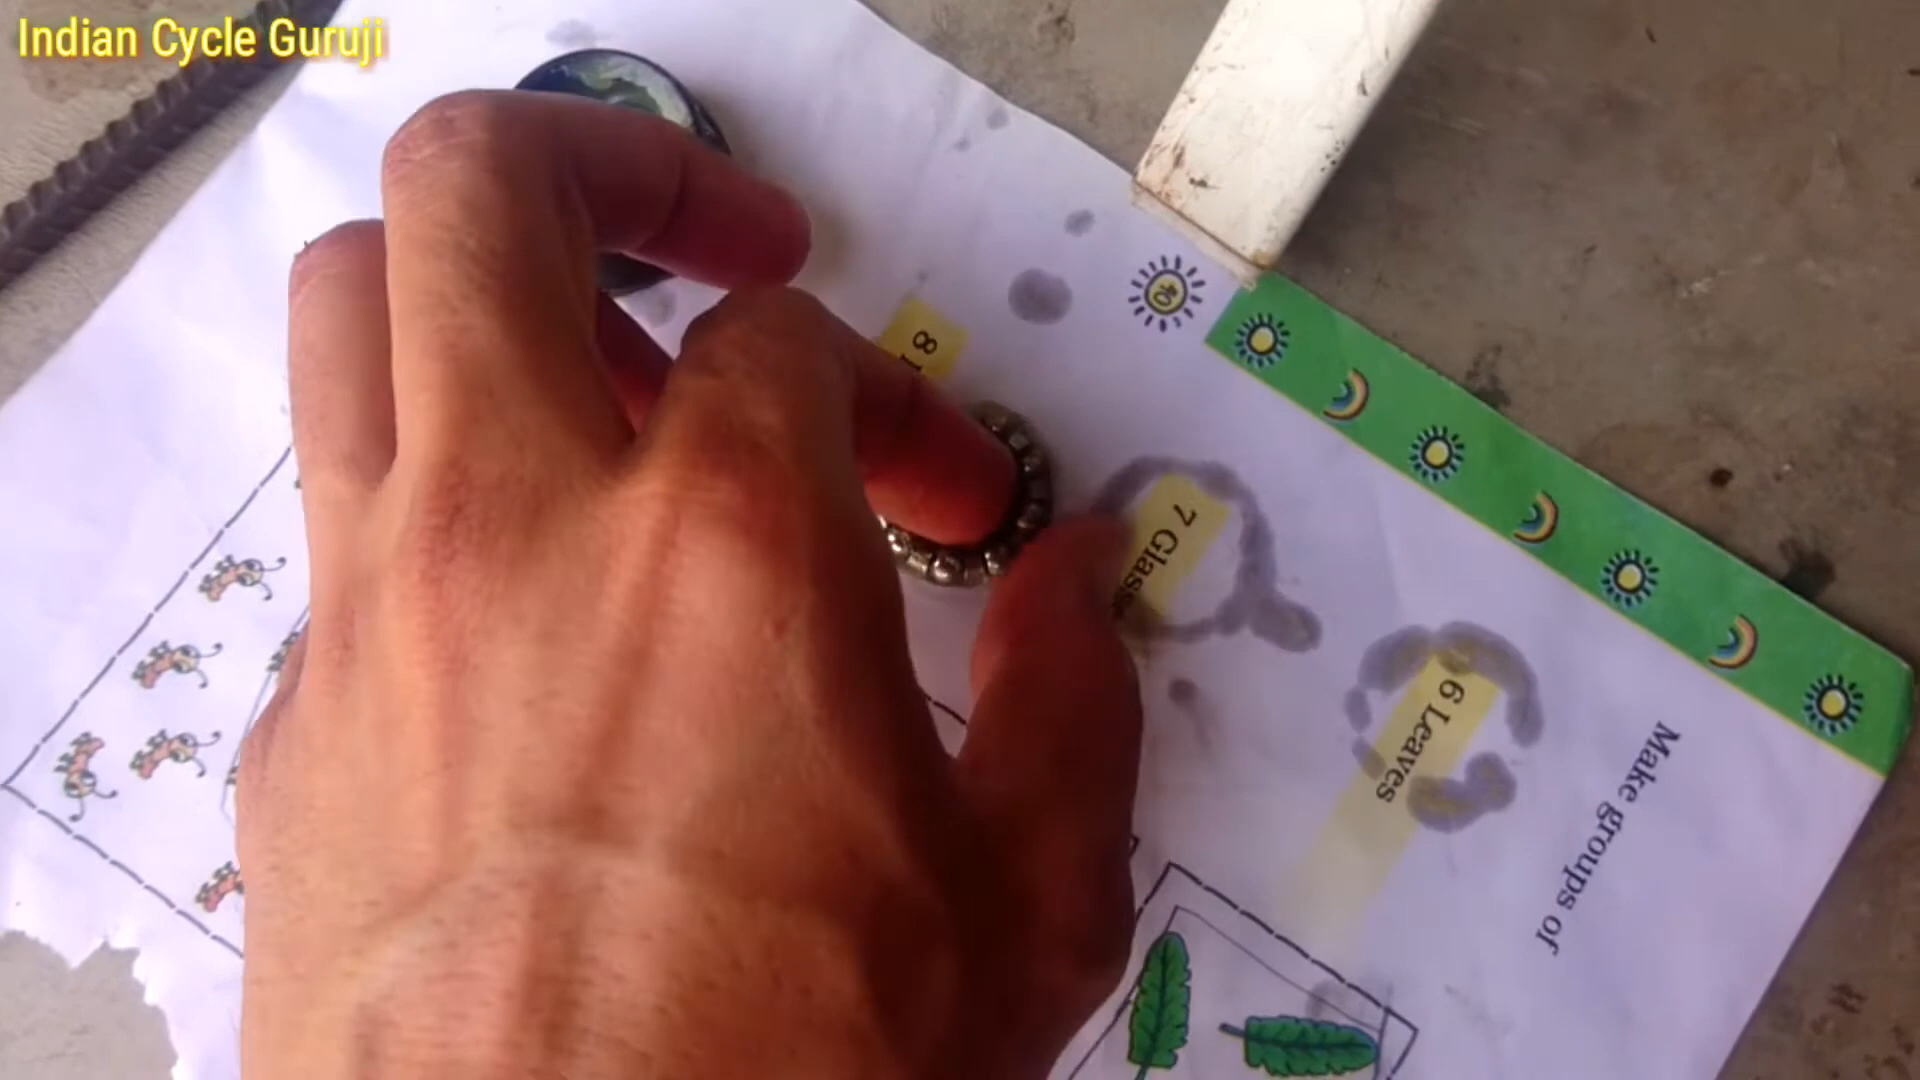 Indian Cycle Guruji
40
Make groups of
6 Leaves
7 Glass
8